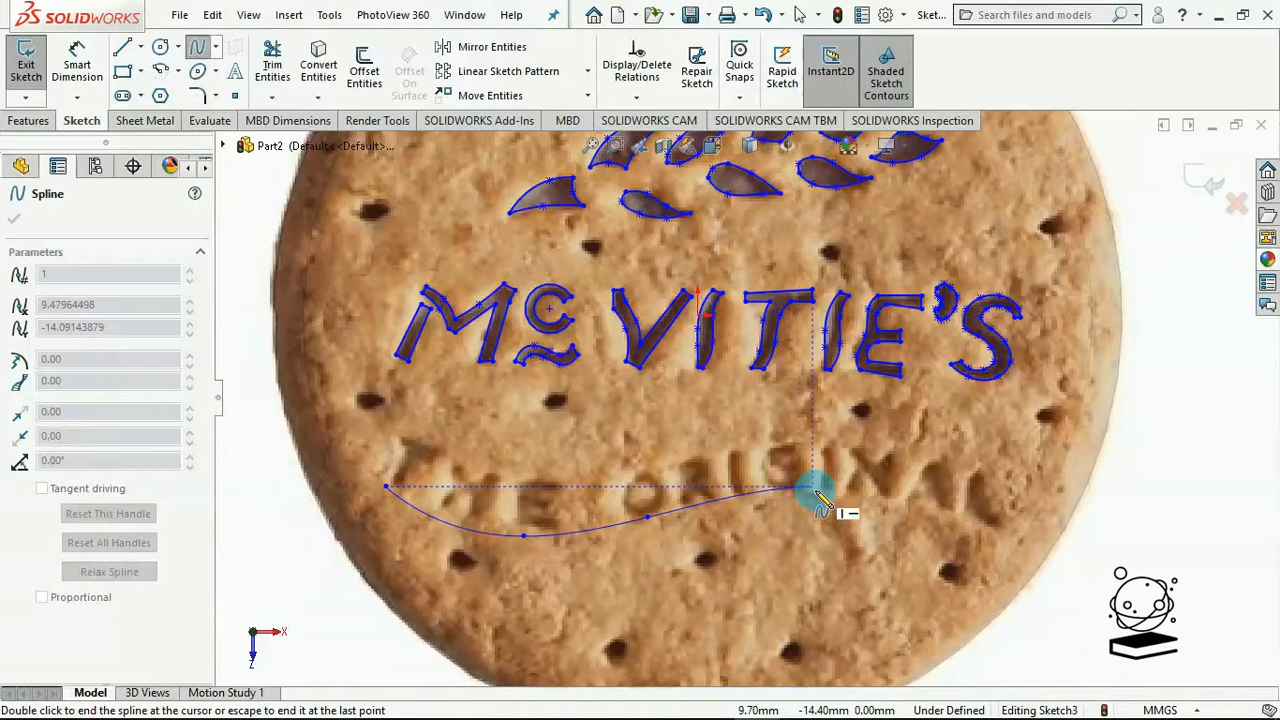 SOLIDWORKS File Edit View Insert Tools PhotoView 360 Window Help Sket... Search files and models
Exit Sketch Smart Dimension Trim Entities Convert Entities Offset Entities Offset On Surface Mirror Entities Linear Sketch Pattern Move Entities Display/Delete Relations Repair Sketch Quick Snaps Rapid Sketch Instant2D Shaded Sketch Contours
Features Sketch Sheet Metal Evaluate MBD Dimensions Render Tools SOLIDWORKS Add-Ins MBD SOLIDWORKS CAM SOLIDWORKS CAM TBM SOLIDWORKS Inspection
Part2 (Default<<Default>...
Spline
Parameters
1
9.47964498
-14.09143879
0.00
0.00
0.00
0.00
0.00°
Tangent driving
Reset This Handle
Reset All Handles
Relax Spline
Proportional
Mc VITIE'S
THE ORIGINAL
X
Z
Model 3D Views Motion Study 1
Double click to end the spline at the cursor or escape to end it at the last point 9.70mm -14.40mm 0.00mm Under Defined Editing Sketch3 MMGS